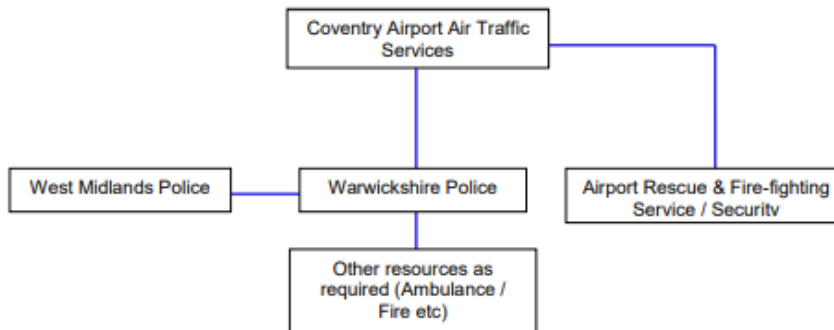 Coventry Airport Air Traffic
Services
West Midlands Police
Warwickshire Police
Airport Rescue & Fire-fighting
Service / Security
Other resources as
required (Ambulance /
Fire etc)